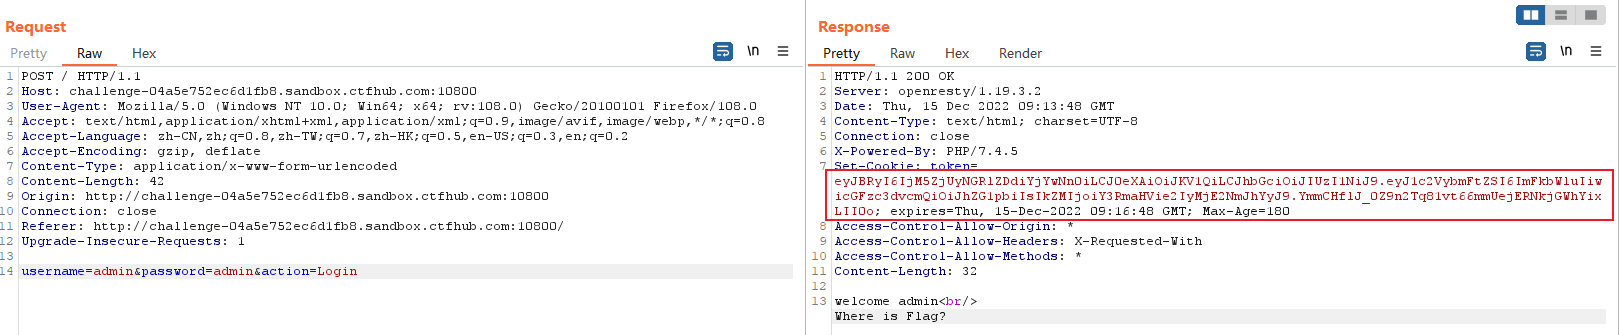 Request
Pretty Raw Hex
\n
1 POST / HTTP/1.1
2 Host: challenge-04a5e752ec6d1fb8.sandbox.ctfhub.com:10800
3 User-Agent: Mozilla/5.0 (Windows NT 10.0; Win64; x64; rv:108.0) Gecko/20100101 Firefox/108.0
4 Accept: text/html,application/xhtml+xml,application/xml;q=0.9,image/avif,image/webp,*/*;q=0.8
5 Accept-Language: zh-CN,zh;q=0.8,zh-TW;q=0.7,zh-HK;q=0.5,en-US;q=0.3,en;q=0.2
6 Accept-Encoding: gzip, deflate
7 Content-Type: application/x-www-form-urlencoded
8 Content-Length: 42
9 Origin: http://challenge-04a5e752ec6d1fb8.sandbox.ctfhub.com:10800
10 Connection: close
11 Referer: http://challenge-04a5e752ec6d1fb8.sandbox.ctfhub.com:10800/
12 Upgrade-Insecure-Requests: 1
13
14 username=admin&password=admin&action=Login
Response
Pretty Raw Hex Render
\n
1 HTTP/1.1 200 OK
2 Server: openresty/1.19.3.2
3 Date: Thu, 15 Dec 2022 09:13:48 GMT
4 Content-Type: text/html; charset=UTF-8
5 Connection: close
6 X-Powered-By: PHP/7.4.5
7 Set-Cookie: token=
eyJBRyI6IjM5ZjUyNGRlZDdiYjYwNn0iLCJ0eXAiOiJKV1QiLCJhbGciOiJIUzI1NiJ9.eyJ1c2VybmFtZSI6ImFkbWluIiw
icGFzc3dvcmQiOiJhZG1pbiIsIkZMIjoiY3RmaHVie2IyMjE2NmJhYyJ9.YmmCHflJ_OZ9n2Tq81vt66mmUejERNkjGWhYix
LII0o; expires=Thu, 15-Dec-2022 09:16:48 GMT; Max-Age=180
8 Access-Control-Allow-Origin: *
9 Access-Control-Allow-Headers: X-Requested-With
10 Access-Control-Allow-Methods: *
11 Content-Length: 32
12
13 welcome admin<br/>
Where is Flag?